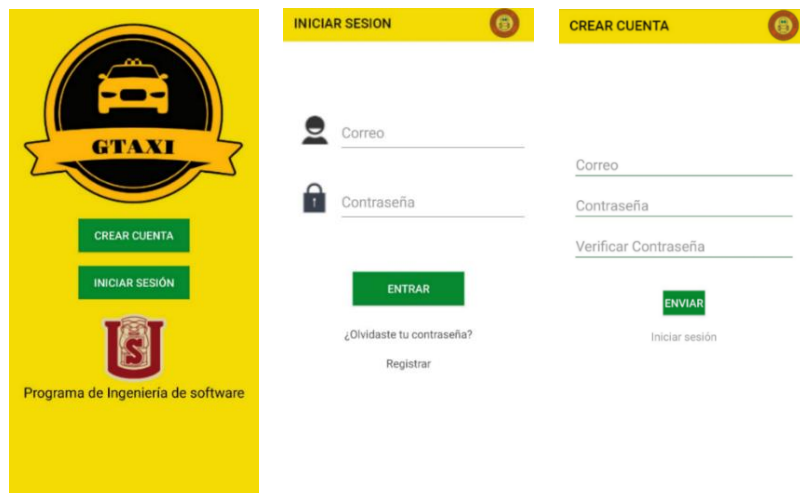 GTAXI
CREAR CUENTA
INICIAR SESIÓN
US
Programa de Ingeniería de software
INICIAR SESION
Correo
Contraseña
ENTRAR
¿Olvidaste tu contraseña?
Registrar
CREAR CUENTA
Correo
Contraseña
Verificar Contraseña
ENVIAR
Iniciar sesión